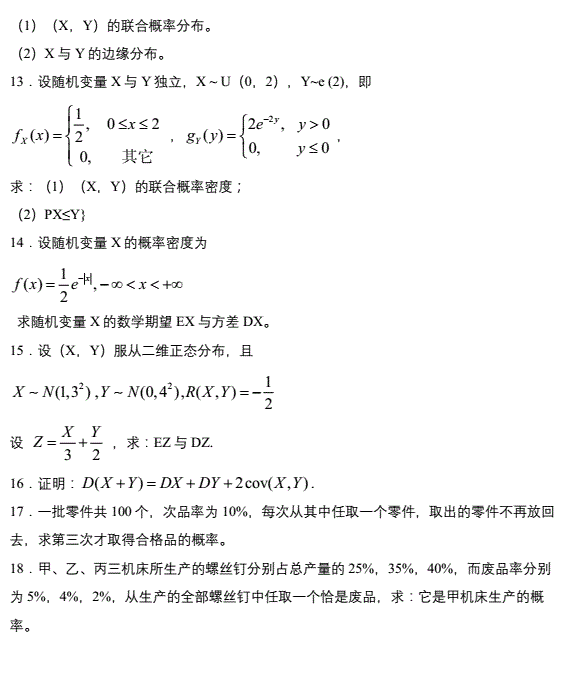 （1）（X，Y）的联合概率分布。
（2）X 与 Y 的边缘分布。
13．设随机变量 X 与 Y 独立，X ~ U（0，2），Y~e (2)，即
f_X(x) = { 1/2, 0≤x≤2 ; 0, 其它 ，g_Y(y) = { 2e^{-2y}, y>0 ; 0, y≤0 ，
求：（1）（X，Y）的联合概率密度；
（2）PX≤Y}
14．设随机变量 X 的概率密度为
f(x) = 1/2 e^{-|x|}, -∞ < x < +∞
求随机变量 X 的数学期望 EX 与方差 DX。
15．设（X，Y）服从二维正态分布，且
X ~ N(1,3²) ,Y ~ N(0,4²),R(X,Y) = -1/2
设 Z = X/3 + Y/2 ，求：EZ 与 DZ.
16．证明：D(X+Y) = DX + DY + 2cov(X,Y).
17．一批零件共 100 个，次品率为 10%，每次从其中任取一个零件，取出的零件不再放回
去，求第三次才取得合格品的概率。
18．甲、乙、丙三机床所生产的螺丝钉分别占总产量的 25%，35%，40%，而废品率分别
为 5%，4%，2%，从生产的全部螺丝钉中任取一个恰是废品，求：它是甲机床生产的概
率。